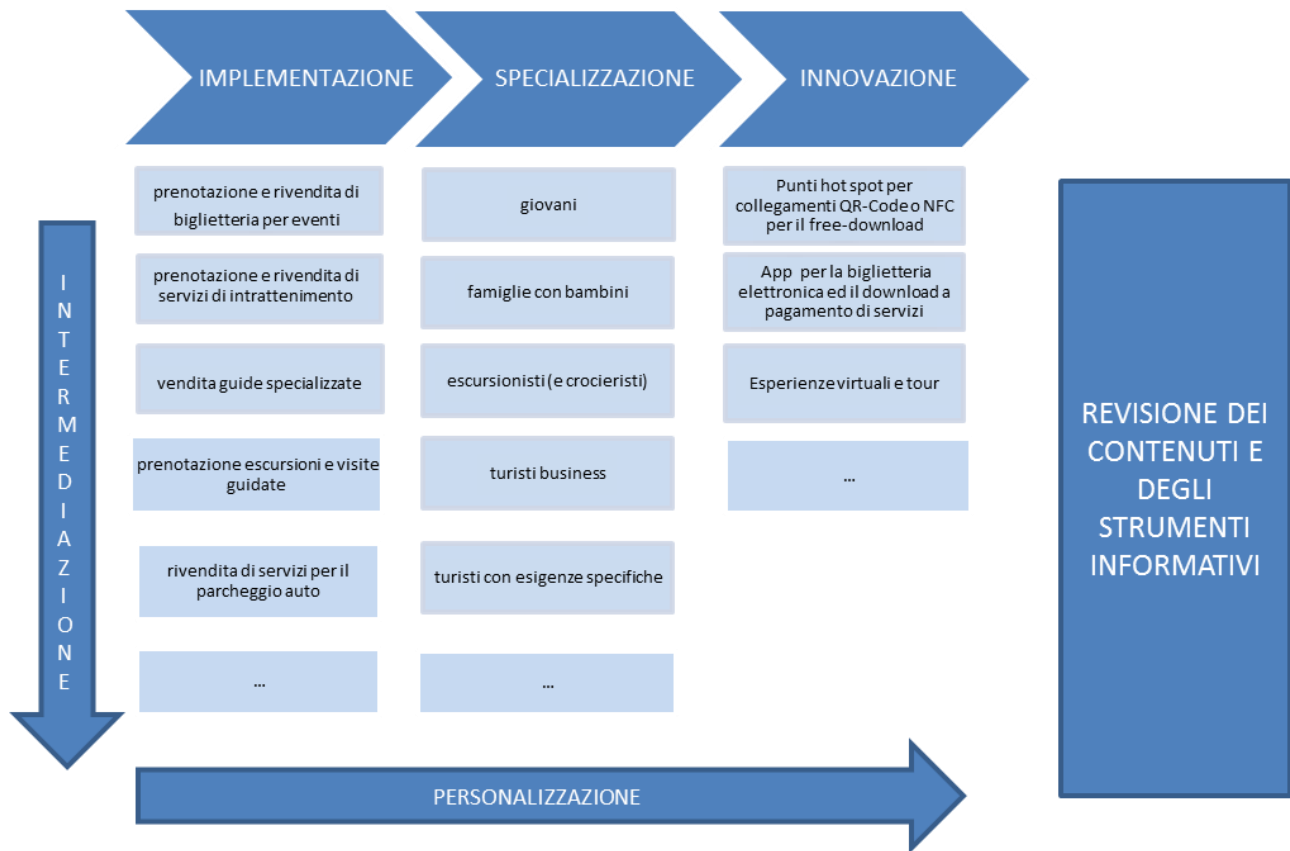 IMPLEMENTAZIONE
SPECIALIZZAZIONE
INNOVAZIONE
INTERMEDIAZIONE
prenotazione e rivendita di
biglietteria per eventi
prenotazione e rivendita di
servizi di intrattenimento
vendita guide specializzate
prenotazione escursioni e visite
guidate
rivendita di servizi per il
parcheggio auto
...
giovani
famiglie con bambini
escursionisti (e crocieristi)
turisti business
turisti con esigenze specifiche
...
Punti hot spot per
collegamenti QR-Code o NFC
per il free-download
App per la biglietteria
elettronica ed il download a
pagamento di servizi
Esperienze virtuali e tour
...
REVISIONE DEI
CONTENUTI E
DEGLI
STRUMENTI
INFORMATIVI
PERSONALIZZAZIONE